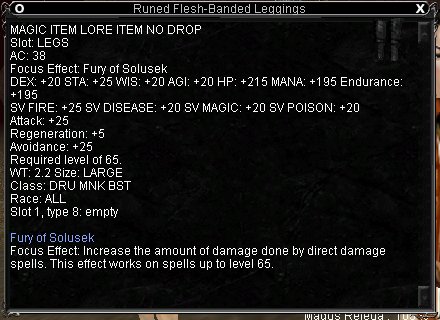 Runed Flesh-Banded Leggings
MAGIC ITEM LORE ITEM NO DROP
Slot: LEGS
AC: 38
Focus Effect: Fury of Solusek
DEX: +20 STA: +25 WIS: +20 AGI: +20 HP: +215 MANA: +195 Endurance:
+195
SV FIRE: +25 SV DISEASE: +20 SV MAGIC: +20 SV POISON: +20
Attack: +25
Regeneration: +5
Avoidance: +25
Required level of 65.
WT: 2.2 Size: LARGE
Class: DRU MNK BST
Race: ALL
Slot 1, type 8: empty
Fury of Solusek
Focus Effect: Increase the amount of damage done by direct damage
spells. This effect works on spells up to level 65.